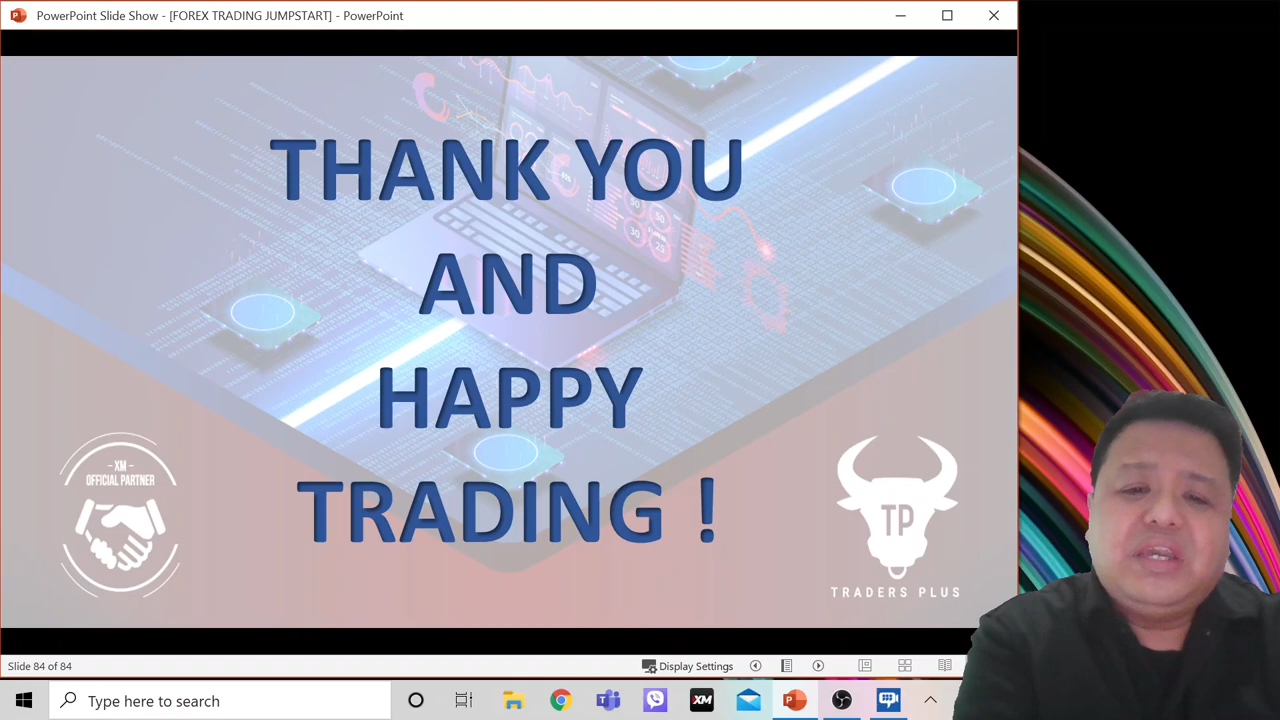 PowerPoint Slide Show - [FOREX TRADING JUMPSTART] - PowerPoint
THANK YOU
AND
HAPPY
TRADING !
- XM -
OFFICIAL PARTNER
TP
TRADERS PLUS
Slide 84 of 84
Display Settings
Type here to search
XM